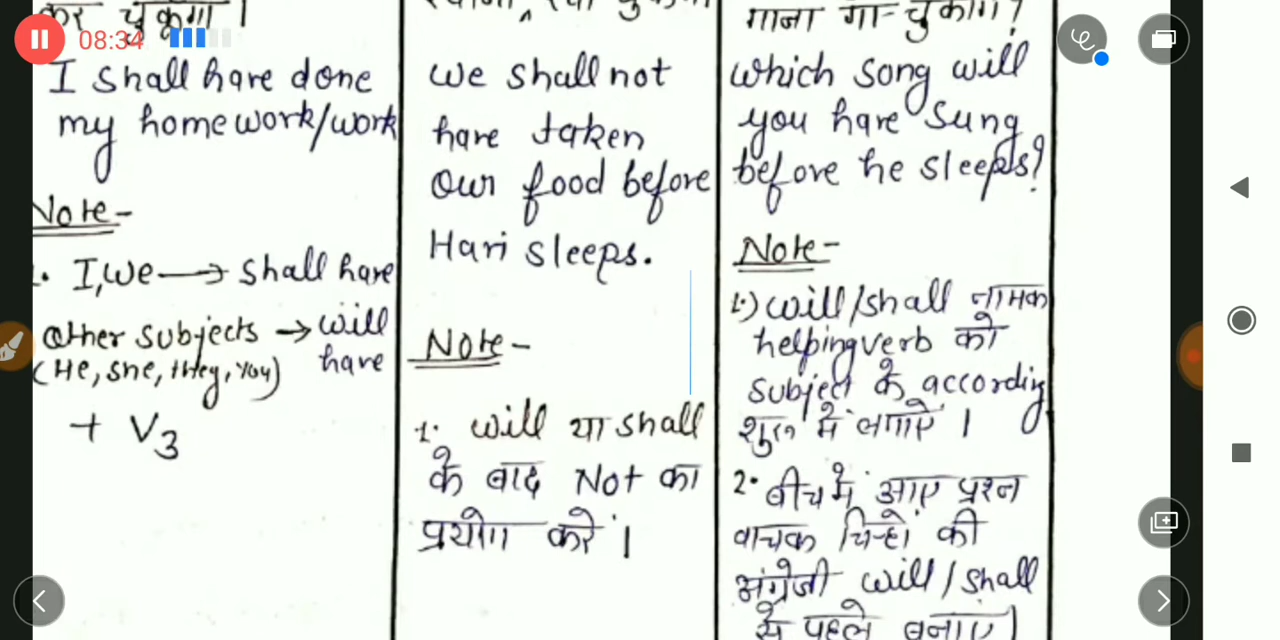 08:34
कर चुकूंगा।
I shall have done
my homework/work
Note-
I, we → shall have
other subjects → will
(He, she, they, You) have
+ V3
we shall not
have taken
our food before
Hari sleeps.
Note-
1. will या shall
के बाद Not का
प्रयोग करें।
गाना गा चुकोगे?
which song will
you have sung
before he sleeps?
Note-
1.) will/shall नामक
helping verb को
subject के according
शुरू में लगाएं।
2. बीच में आए प्रश्न
वाचक चिन्हों की
अंग्रेजी will/shall
से पहले बनाएं।